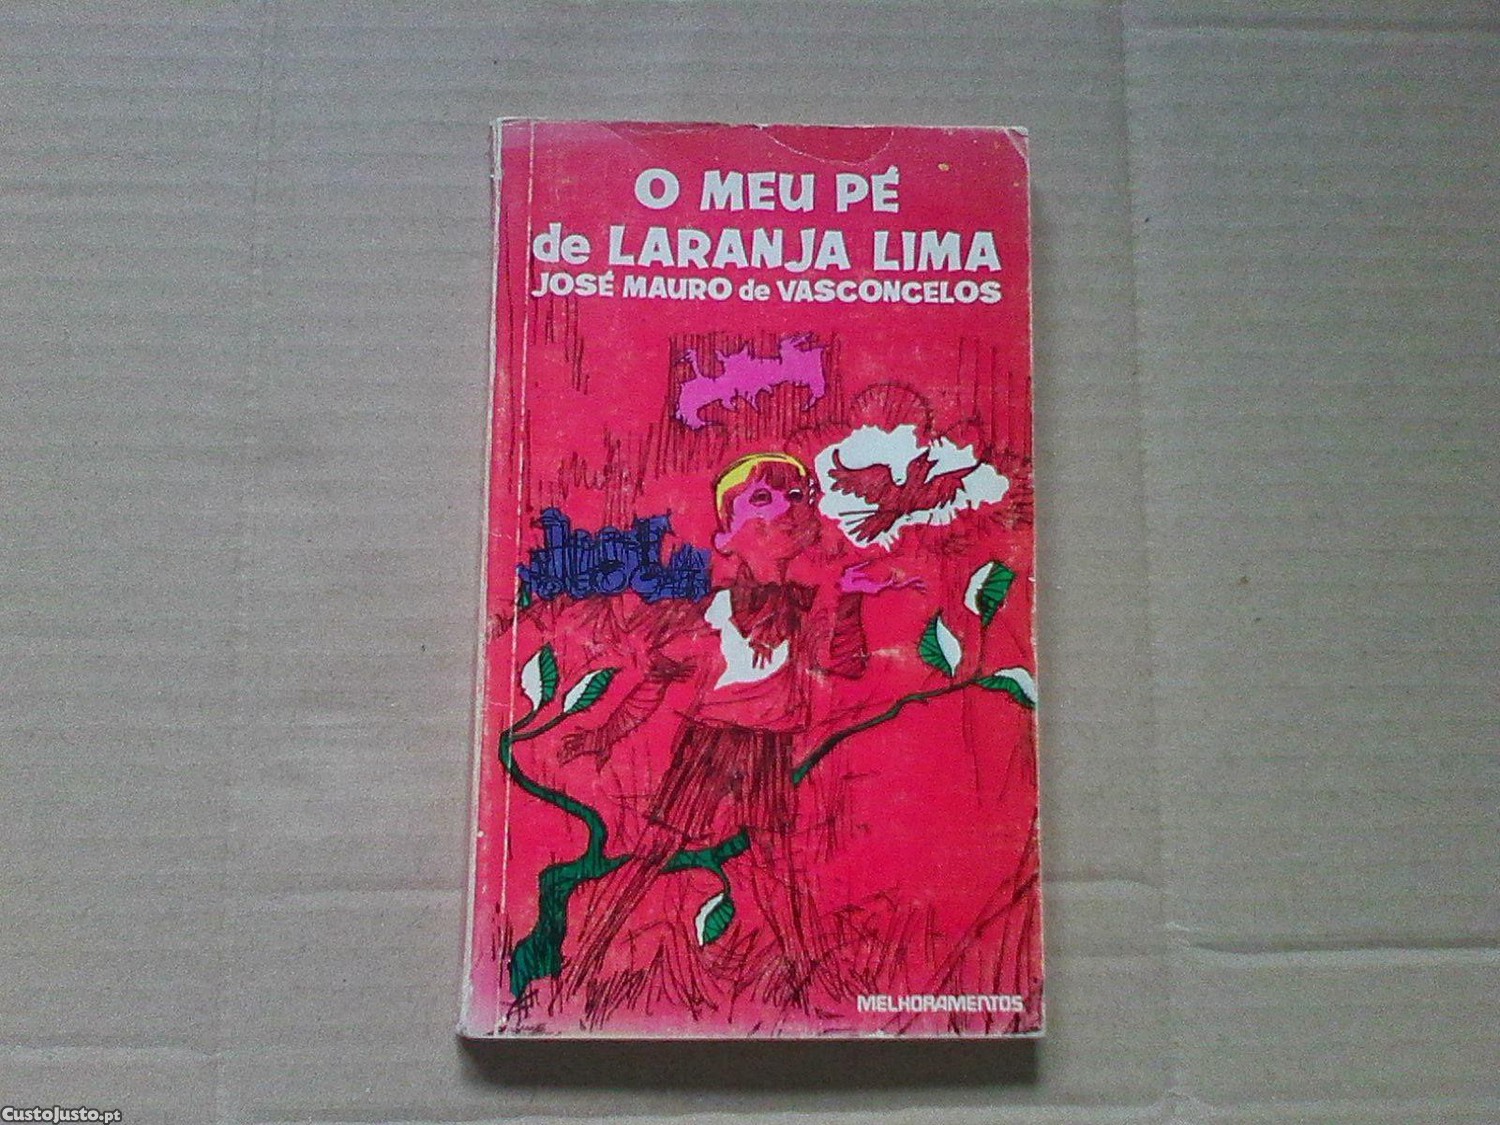 O MEU PÉ
de LARANJA LIMA
JOSÉ MAURO de VASCONCELOS
MELHORAMENTOS
CustoJusto.pt